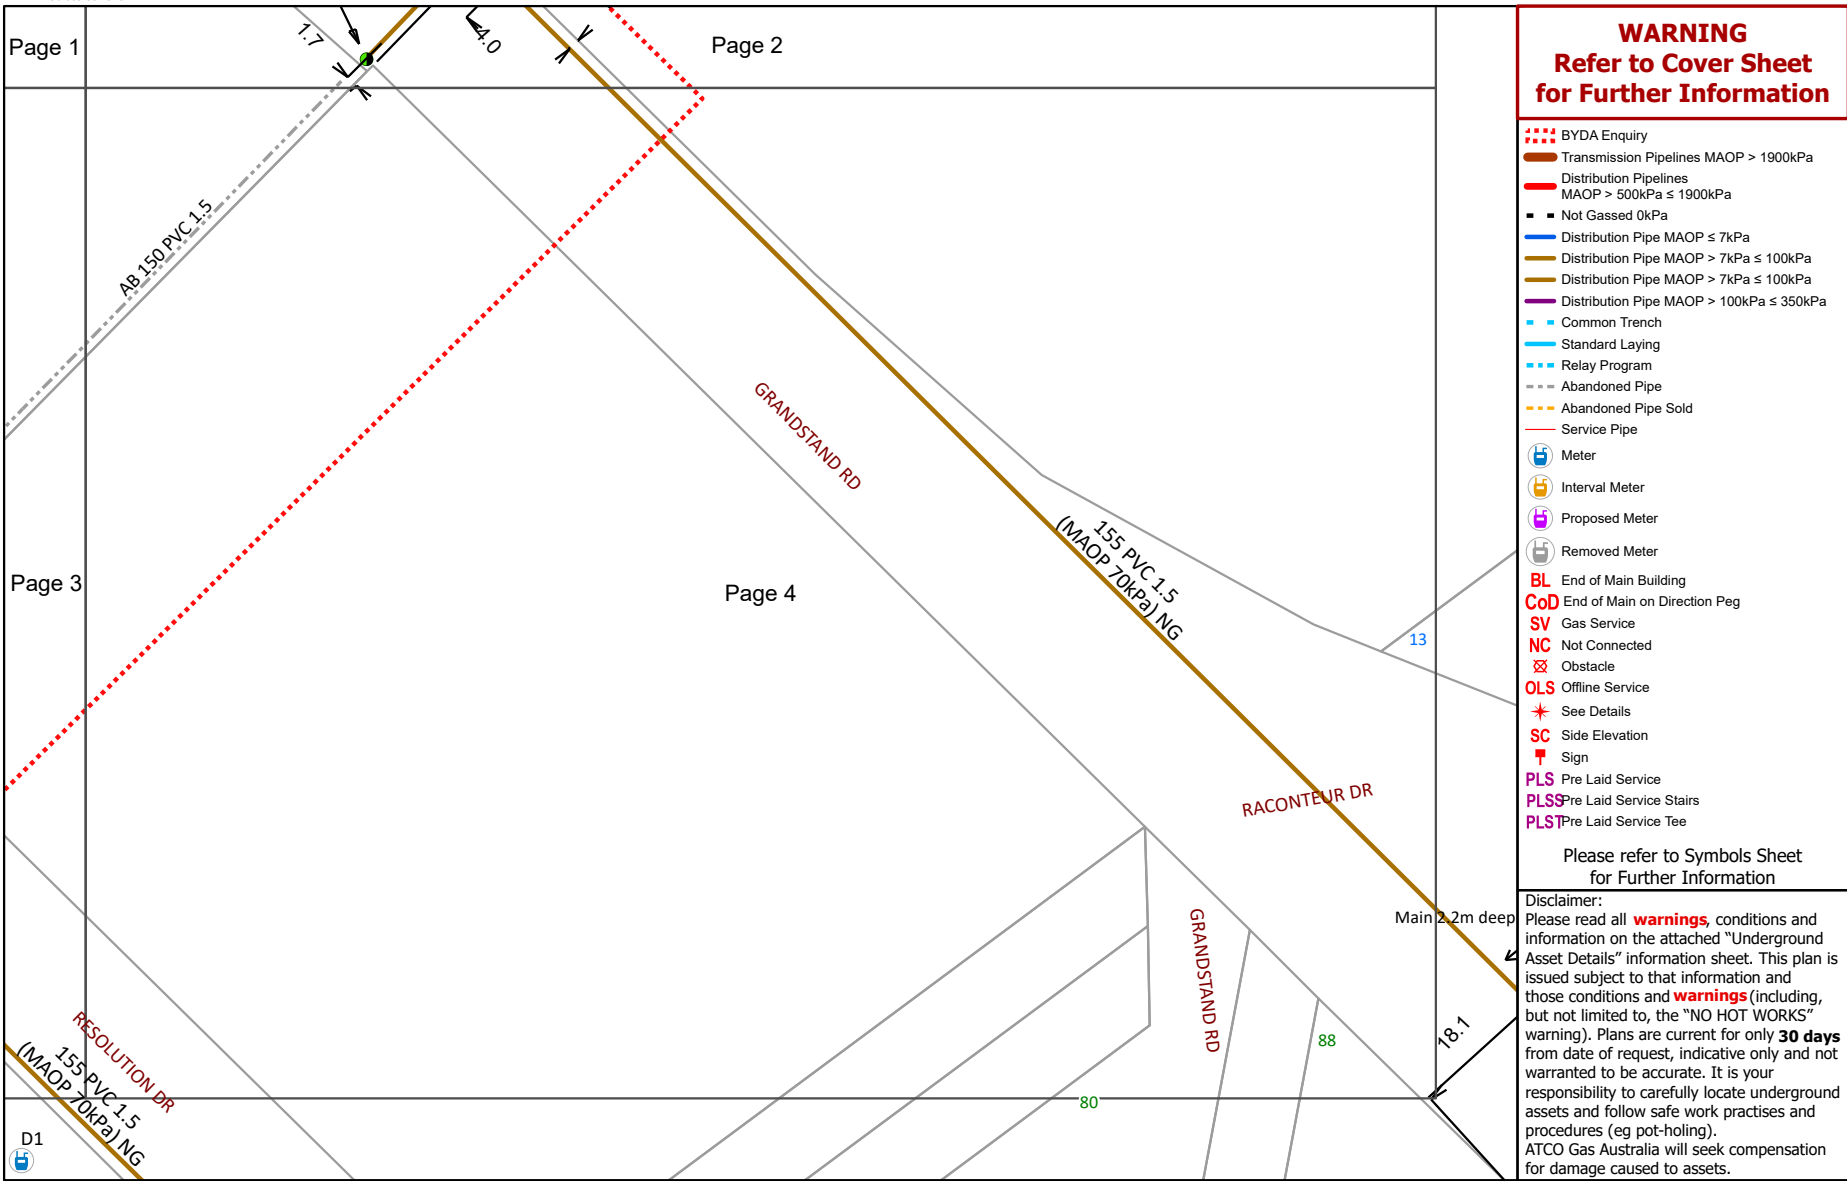 Page 1
1.7
4.0
Page 2
AB 150 PVC 1.5
GRANDSTAND RD
155 PVC 1.5
(MAOP 70kPa) NG
Page 3
Page 4
13
RACONTEUR DR
Main 2.2m deep
GRANDSTAND RD
88
18.1
80
RESOLUTION DR
155 PVC 1.5
(MAOP 70kPa) NG
D1
WARNING
Refer to Cover Sheet
for Further Information
BYDA Enquiry
Transmission Pipelines MAOP > 1900kPa
Distribution Pipelines
MAOP > 500kPa ≤ 1900kPa
Not Gassed 0kPa
Distribution Pipe MAOP ≤ 7kPa
Distribution Pipe MAOP > 7kPa ≤ 100kPa
Distribution Pipe MAOP > 7kPa ≤ 100kPa
Distribution Pipe MAOP > 100kPa ≤ 350kPa
Common Trench
Standard Laying
Relay Program
Abandoned Pipe
Abandoned Pipe Sold
Service Pipe
Meter
Interval Meter
Proposed Meter
Removed Meter
BL End of Main Building
CoD End of Main on Direction Peg
SV Gas Service
NC Not Connected
Obstacle
OLS Offline Service
See Details
SC Side Elevation
Sign
PLS Pre Laid Service
PLSS Pre Laid Service Stairs
PLST Pre Laid Service Tee
Please refer to Symbols Sheet
for Further Information
Disclaimer:
Please read all warnings, conditions and
information on the attached “Underground
Asset Details” information sheet. This plan is
issued subject to that information and
those conditions and warnings (including,
but not limited to, the “NO HOT WORKS”
warning). Plans are current for only 30 days
from date of request, indicative only and not
warranted to be accurate. It is your
responsibility to carefully locate underground
assets and follow safe work practises and
procedures (eg pot-holing).
ATCO Gas Australia will seek compensation
for damage caused to assets.